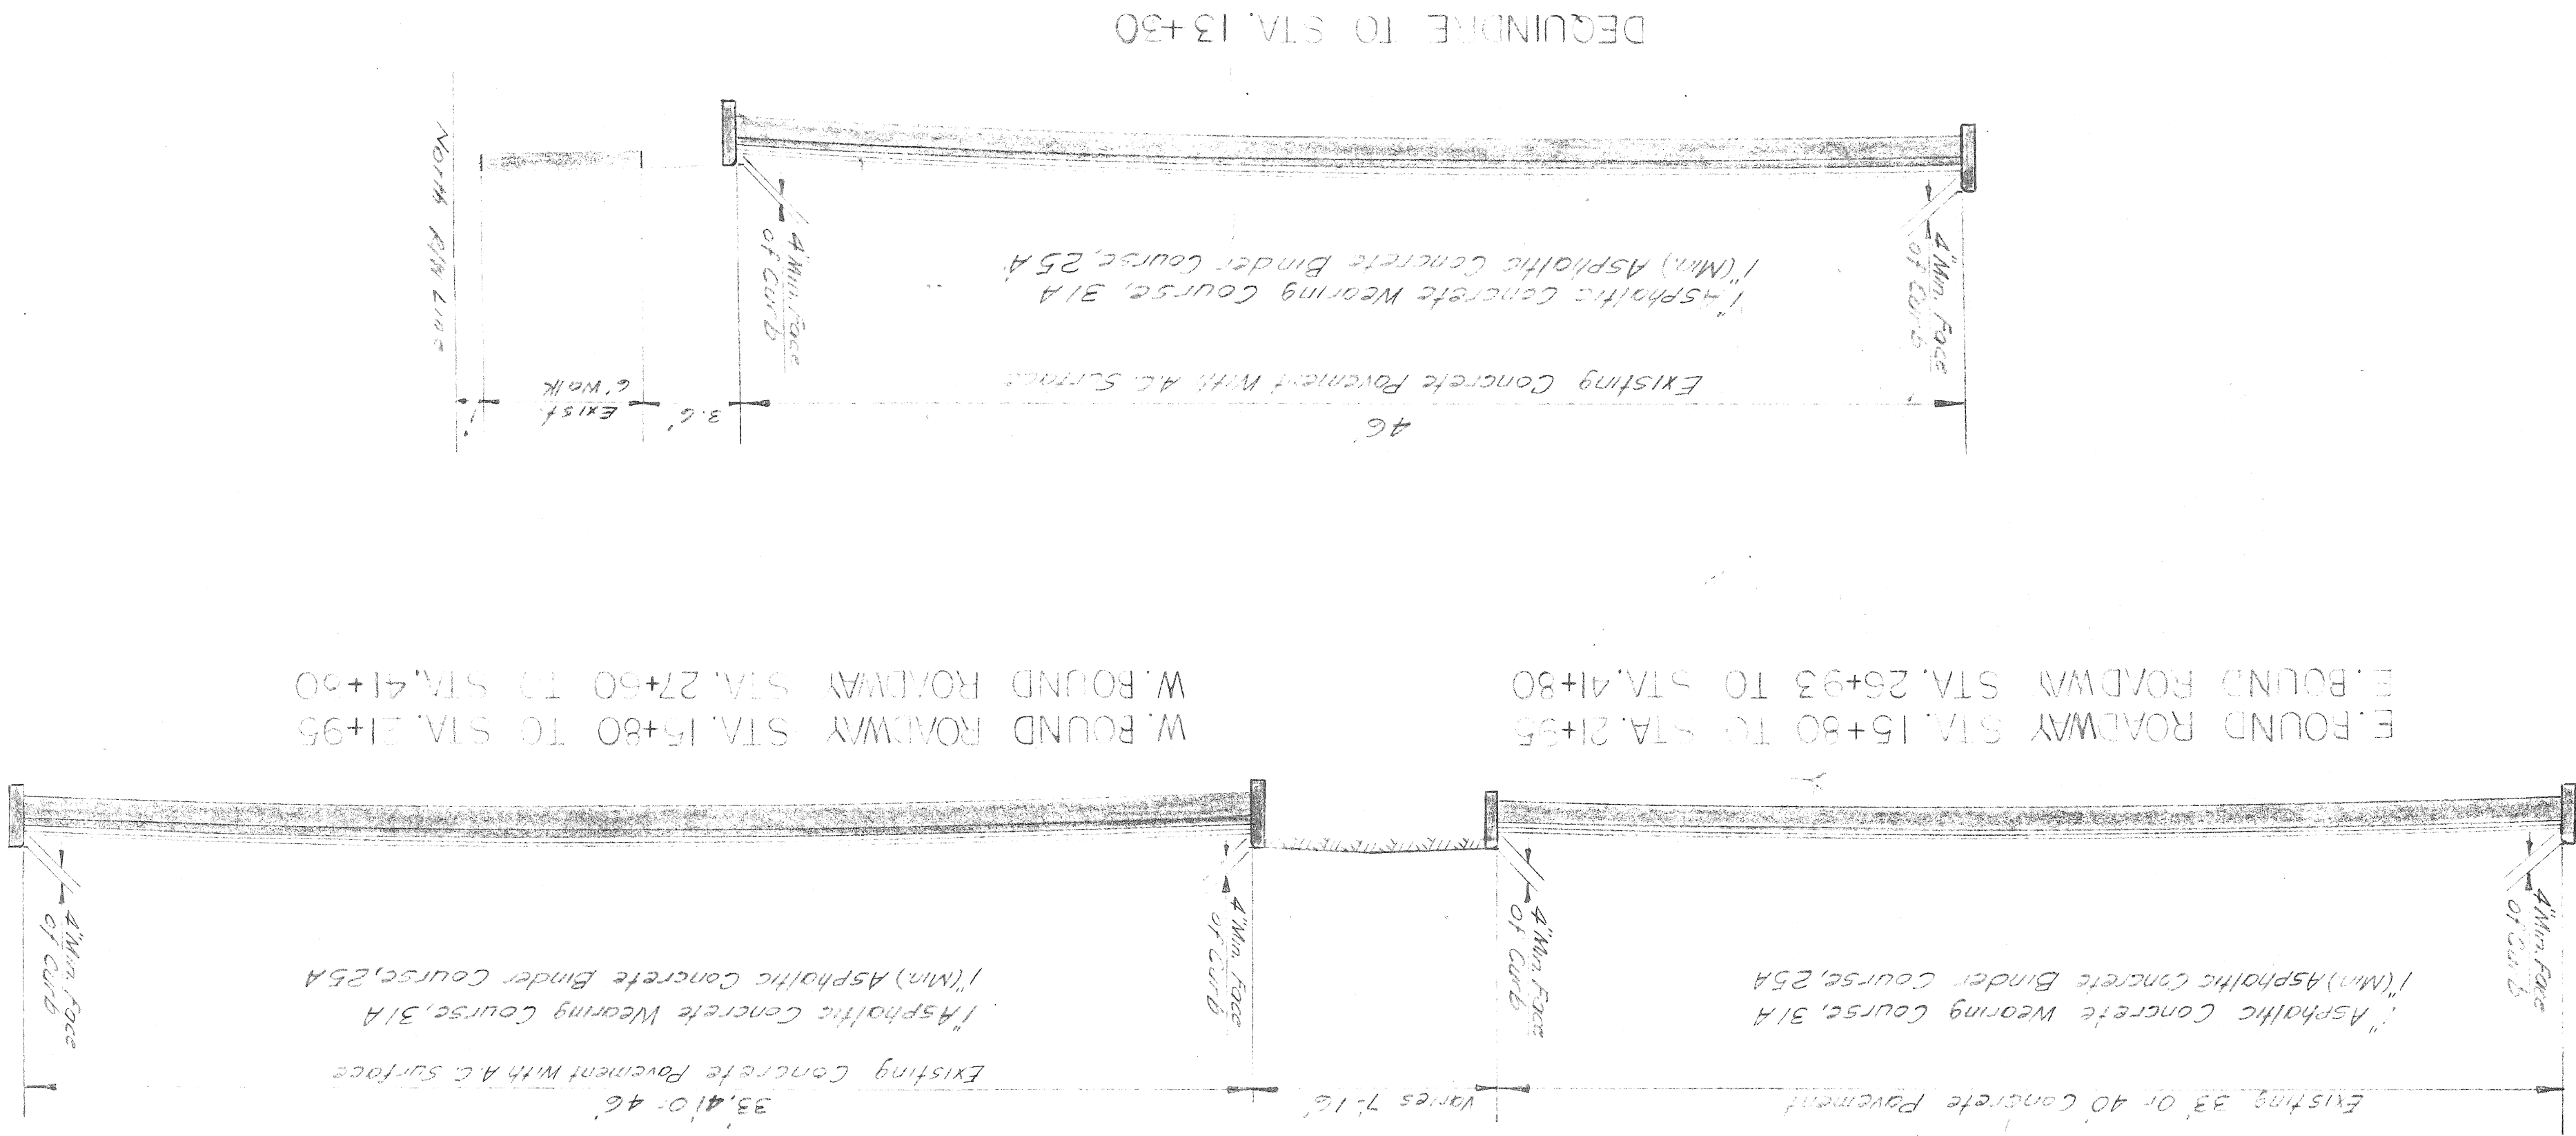 Existing 33' or 40' Concrete Pavement
Varies 7'-16'
33', 41' or 46'
Existing Concrete Pavement With A.C. Surface
1" Asphaltic Concrete Wearing Course, 31A
1"(Min.) Asphaltic Concrete Binder Course, 25A
1" Asphaltic Concrete Wearing Course, 31A
1"(Min.) Asphaltic Concrete Binder Course, 25A
4" Min. Face
of Curb
4" Min. Face
of Curb
4" Min. Face
of Curb
4" Min. Face
of Curb
E. BOUND ROADWAY STA. 15+80 TO STA. 21+95
E. BOUND ROADWAY STA. 26+93 TO STA. 41+80
W. BOUND ROADWAY STA. 15+80 TO STA. 21+95
W. BOUND ROADWAY STA. 27+60 TO STA. 41+60
46'
3.6'
Exist.
6' Walk
1'
Existing Concrete Pavement With A.C. Surface
1" Asphaltic Concrete Wearing Course, 31A
1"(Min.) Asphaltic Concrete Binder Course, 25A
4" Min. Face
of Curb
4" Min. Face
of Curb
North R/W Line
DEQUINDRE TO STA. 13+30